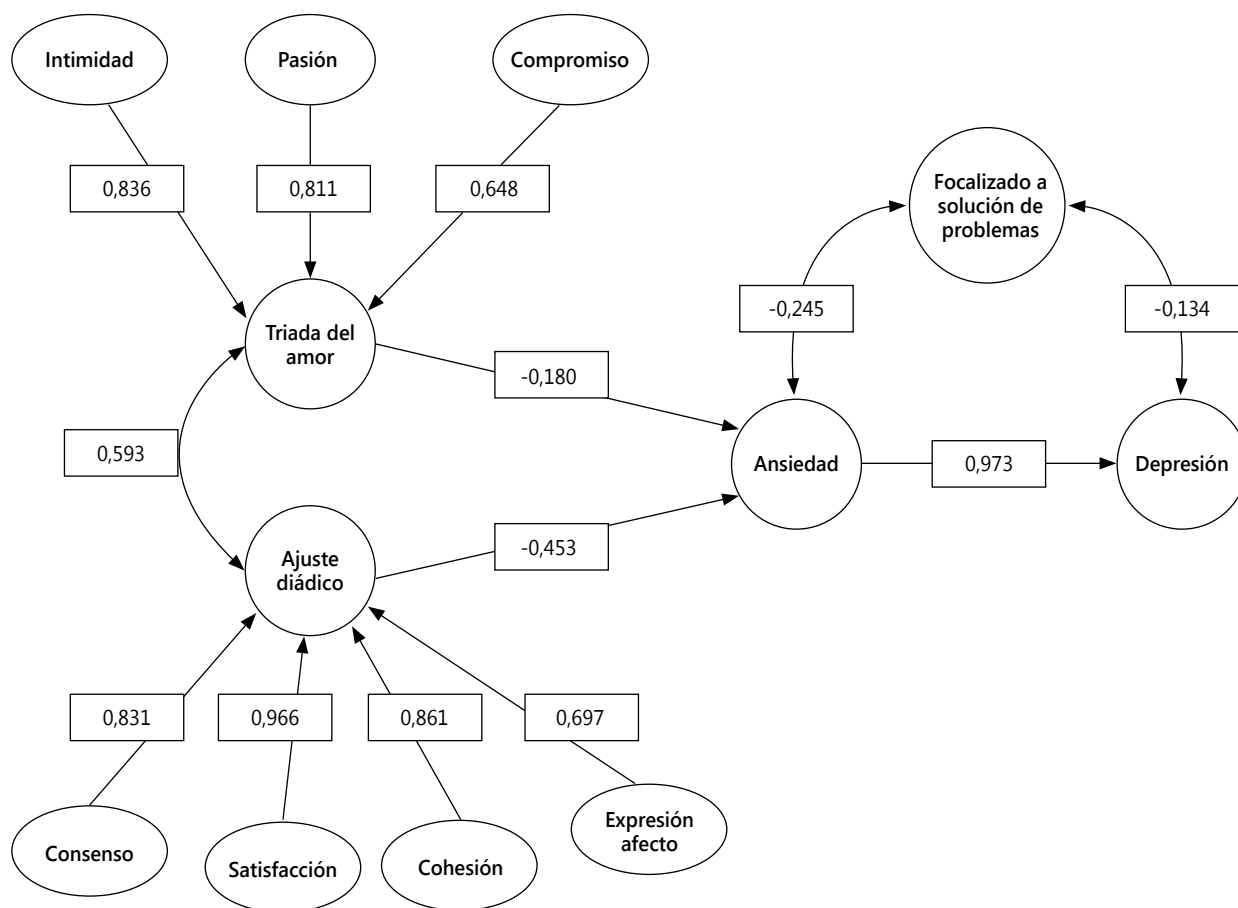 Intimidad
Pasión
Compromiso
0,836
0,811
0,648
Focalizado a
solución de
problemas
-0,245
-0,134
Triada del
amor
-0,180
0,593
Ansiedad
0,973
Depresión
-0,453
Ajuste
diádico
0,831
0,966
0,861
0,697
Consenso
Satisfacción
Cohesión
Expresión
afecto